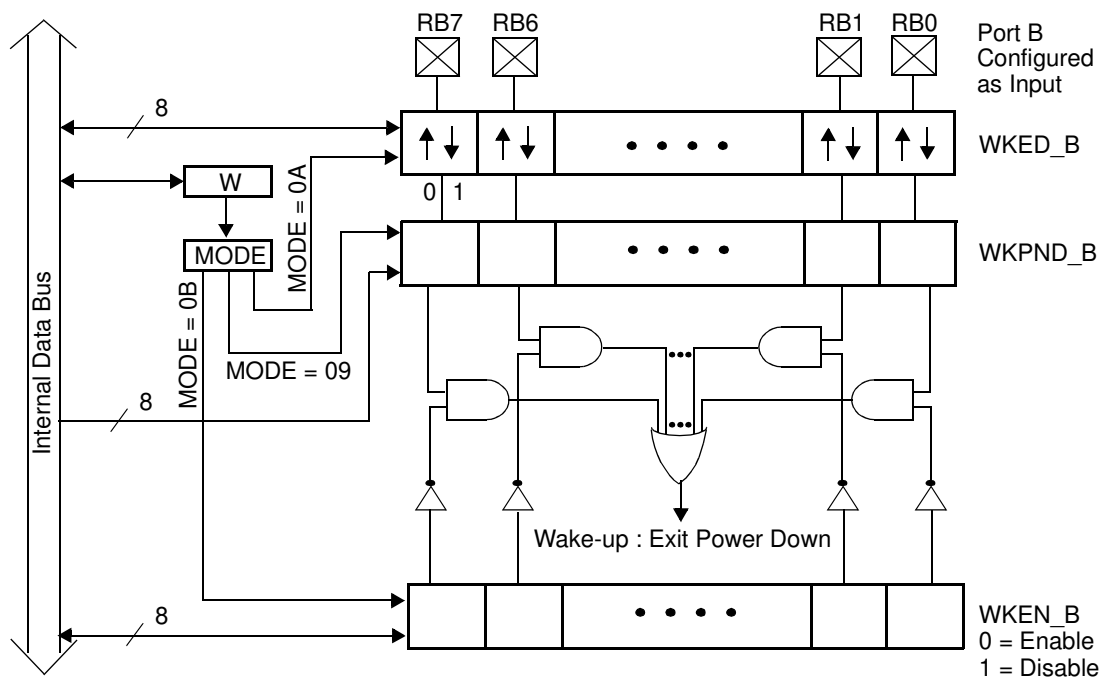 RB7
RB6
RB1
RB0
Port B
Configured
as Input
8
WKED_B
W
MODE = 0A
0 1
MODE
WKPND_B
MODE = 0B
MODE = 09
Internal Data Bus
8
Wake-up : Exit Power Down
8
WKEN_B
0 = Enable
1 = Disable